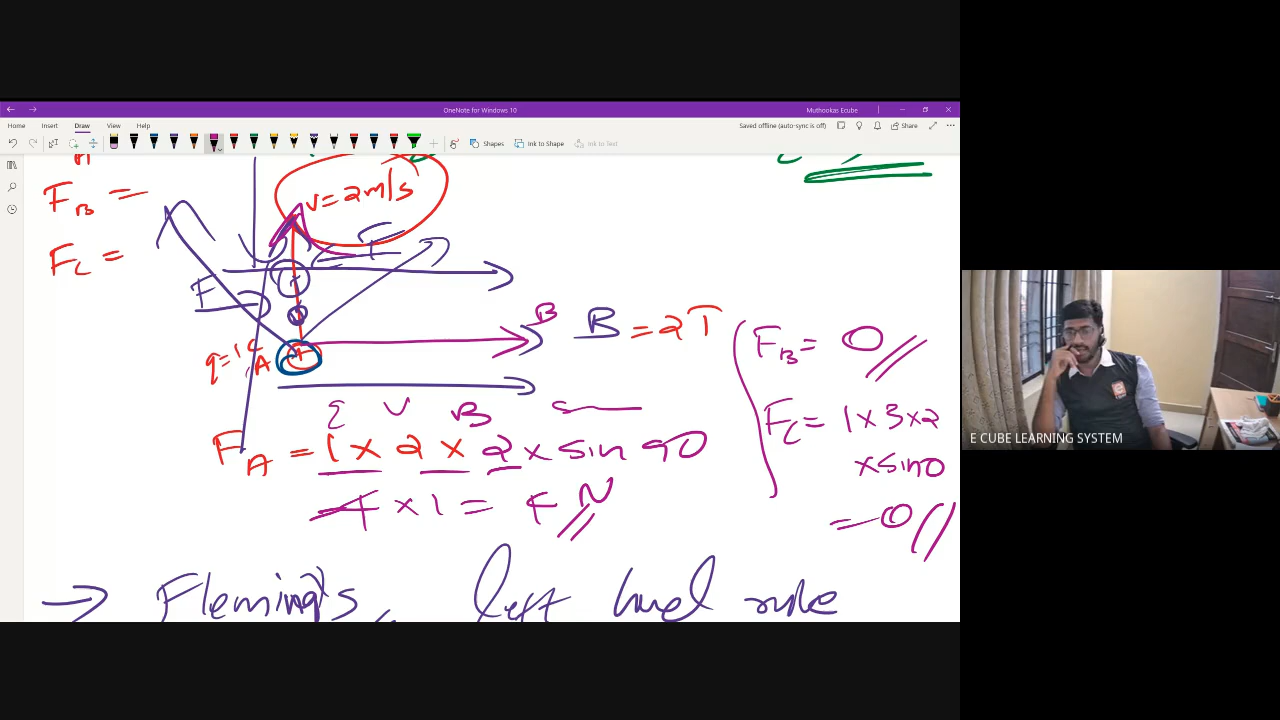 OneNote for Windows 10
Muthookas Ecube
Home Insert Draw View Help
Saved offline (auto-sync is off)
Share
Shapes
Ink to Shape
Ink to Text
F_B =
F_C =
v = 2m/s
F
F
B
B = 2T
q=1C
A
F_B = 0
F_C = 1 x 3 x 2
x sin 0
= 0
v B
F_A = 1 x 2 x 2 x sin 90
4 x 1 = 4 N
→ Fleming's left hand rule
E CUBE LEARNING SYSTEM